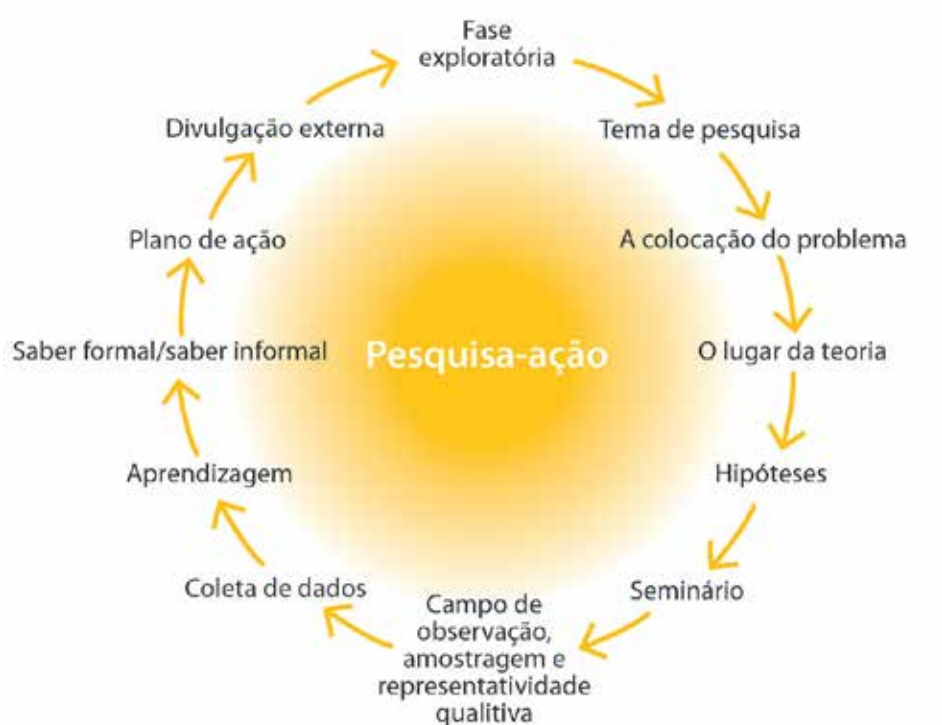 Fase
exploratória
Tema de pesquisa
A colocação do problema
O lugar da teoria
Hipóteses
Seminário
Campo de
observação,
amostragem e
representatividade
qualitiva
Coleta de dados
Aprendizagem
Saber formal/saber informal
Plano de ação
Divulgação externa
Pesquisa-ação